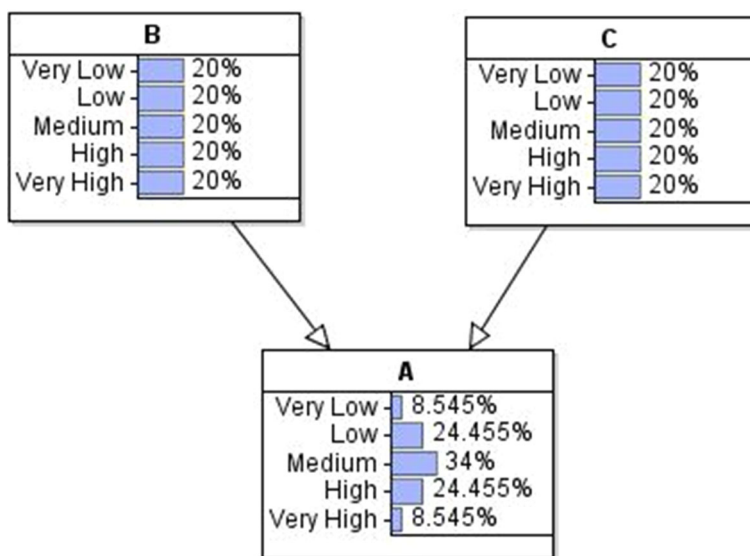 B
Very Low 20%
Low 20%
Medium 20%
High 20%
Very High 20%
C
Very Low 20%
Low 20%
Medium 20%
High 20%
Very High 20%
A
Very Low 8.545%
Low 24.455%
Medium 34%
High 24.455%
Very High 8.545%